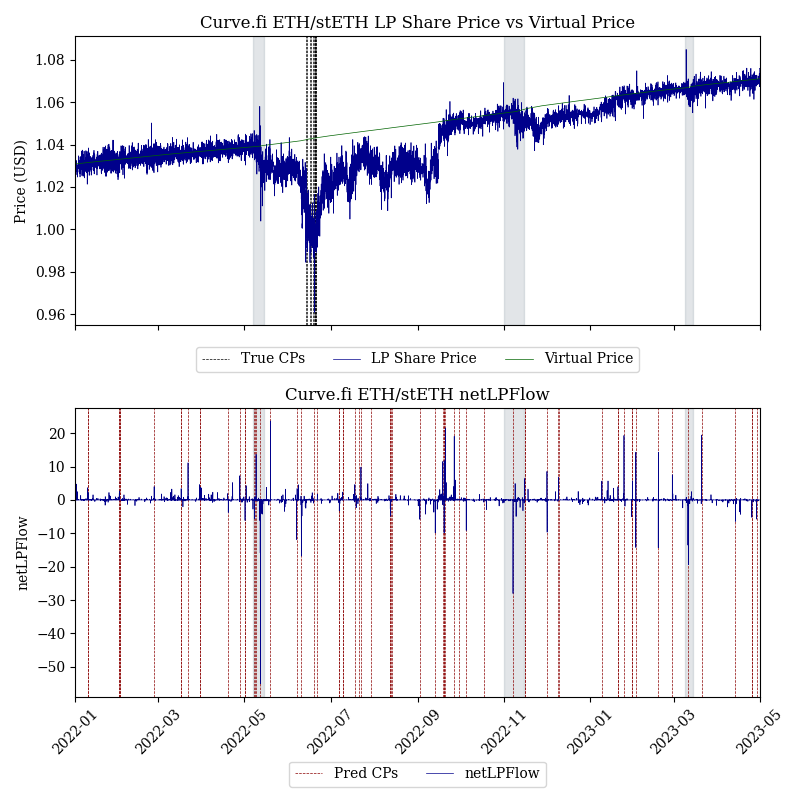 Curve.fi ETH/stETH LP Share Price vs Virtual Price
Price (USD)
1.08
1.06
1.04
1.02
1.00
0.98
0.96
True CPs LP Share Price Virtual Price
Curve.fi ETH/stETH netLPFlow
netLPFlow
20
10
0
−10
−20
−30
−40
−50
2022-01 2022-03 2022-05 2022-07 2022-09 2022-11 2023-01 2023-03 2023-05
Pred CPs netLPFlow